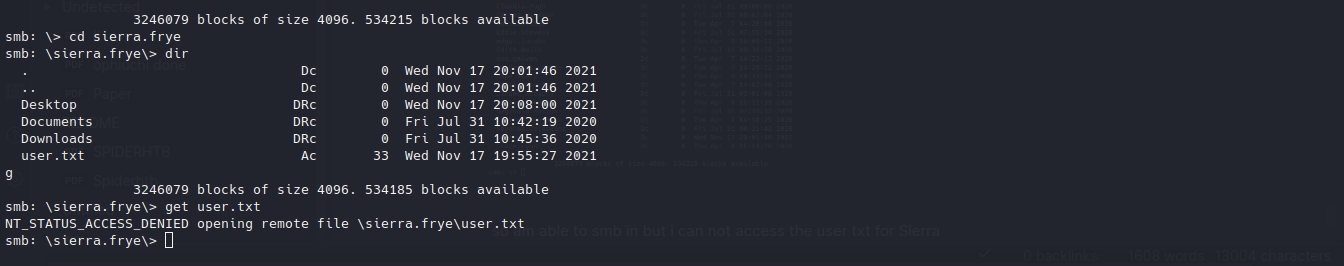 Undetected
3246079 blocks of size 4096. 534215 blocks available
smb: \> cd sierra.frye
smb: \sierra.frye\> dir
. Dc 0 Wed Nov 17 20:01:46 2021
.. Dc 0 Wed Nov 17 20:01:46 2021
Desktop DRc 0 Wed Nov 17 20:08:00 2021
Paper
Documents DRc 0 Fri Jul 31 10:42:19 2020
Downloads DRc 0 Fri Jul 31 10:45:36 2020
user.txt Ac 33 Wed Nov 17 19:55:27 2021
SPIDERHTB
g
Spiderhtb
3246079 blocks of size 4096. 534185 blocks available
smb: \sierra.frye\> get user.txt
NT_STATUS_ACCESS_DENIED opening remote file \sierra.frye\user.txt
am able to smb in but I can not access the user txt for Sierra
smb: \sierra.frye\>
0 backlinks 1608 words 13004 characters